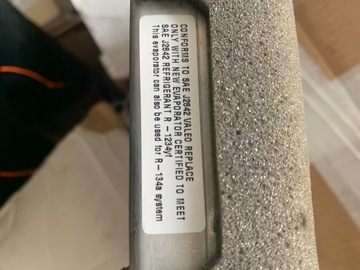 CONFORMS TO SAE J2842 VALEO REPLACE
ONLY WITH NEW EVAPORATOR CERTIFIED TO MEET
SAE J2842 REFRIGERANT R-1234yf
This evaporator can also be used for R-134a system